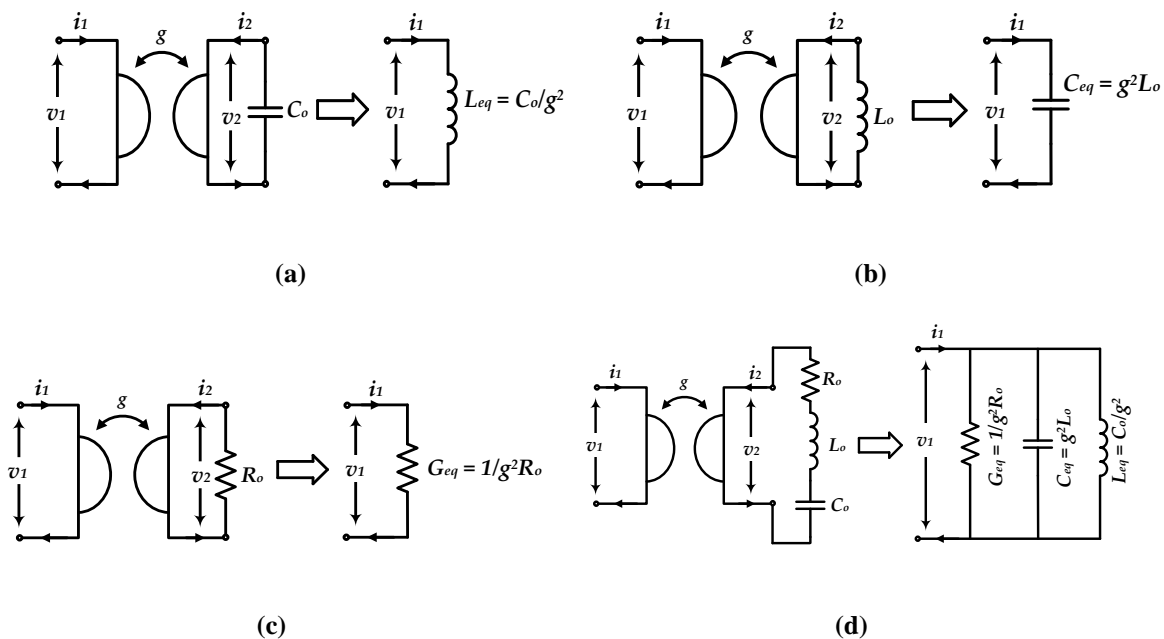 i1 g i2
v1 v2 Co Leq = Co/g²
i1
v1
(a)
i1 g i2
v1 v2 Lo
i1
v1 Ceq = g²Lo
(b)
i1 g i2
v1 v2 Ro
i1
v1 Geq = 1/g²Ro
(c)
i1 g i2
v1 v2
Ro
Lo
Co
i1
v1
Geq = 1/g²Ro
Ceq = g²Lo
Leq = Co/g²
(d)